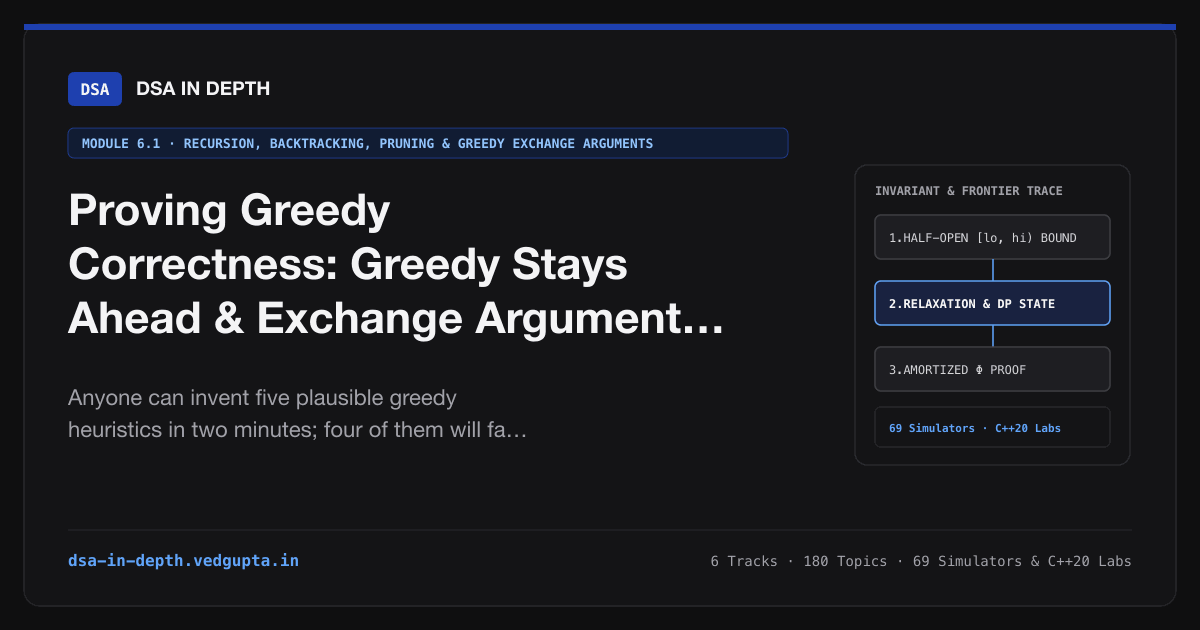 DSA
DSA IN DEPTH
MODULE 6.1 · RECURSION, BACKTRACKING, PRUNING & GREEDY EXCHANGE ARGUMENTS
Proving Greedy
Correctness: Greedy Stays
Ahead & Exchange Argument…
Anyone can invent five plausible greedy
heuristics in two minutes; four of them will fa…
INVARIANT & FRONTIER TRACE
1.HALF-OPEN [lo, hi) BOUND
2.RELAXATION & DP STATE
3.AMORTIZED Φ PROOF
69 Simulators · C++20 Labs
dsa-in-depth.vedgupta.in
6 Tracks · 180 Topics · 69 Simulators & C++20 Labs